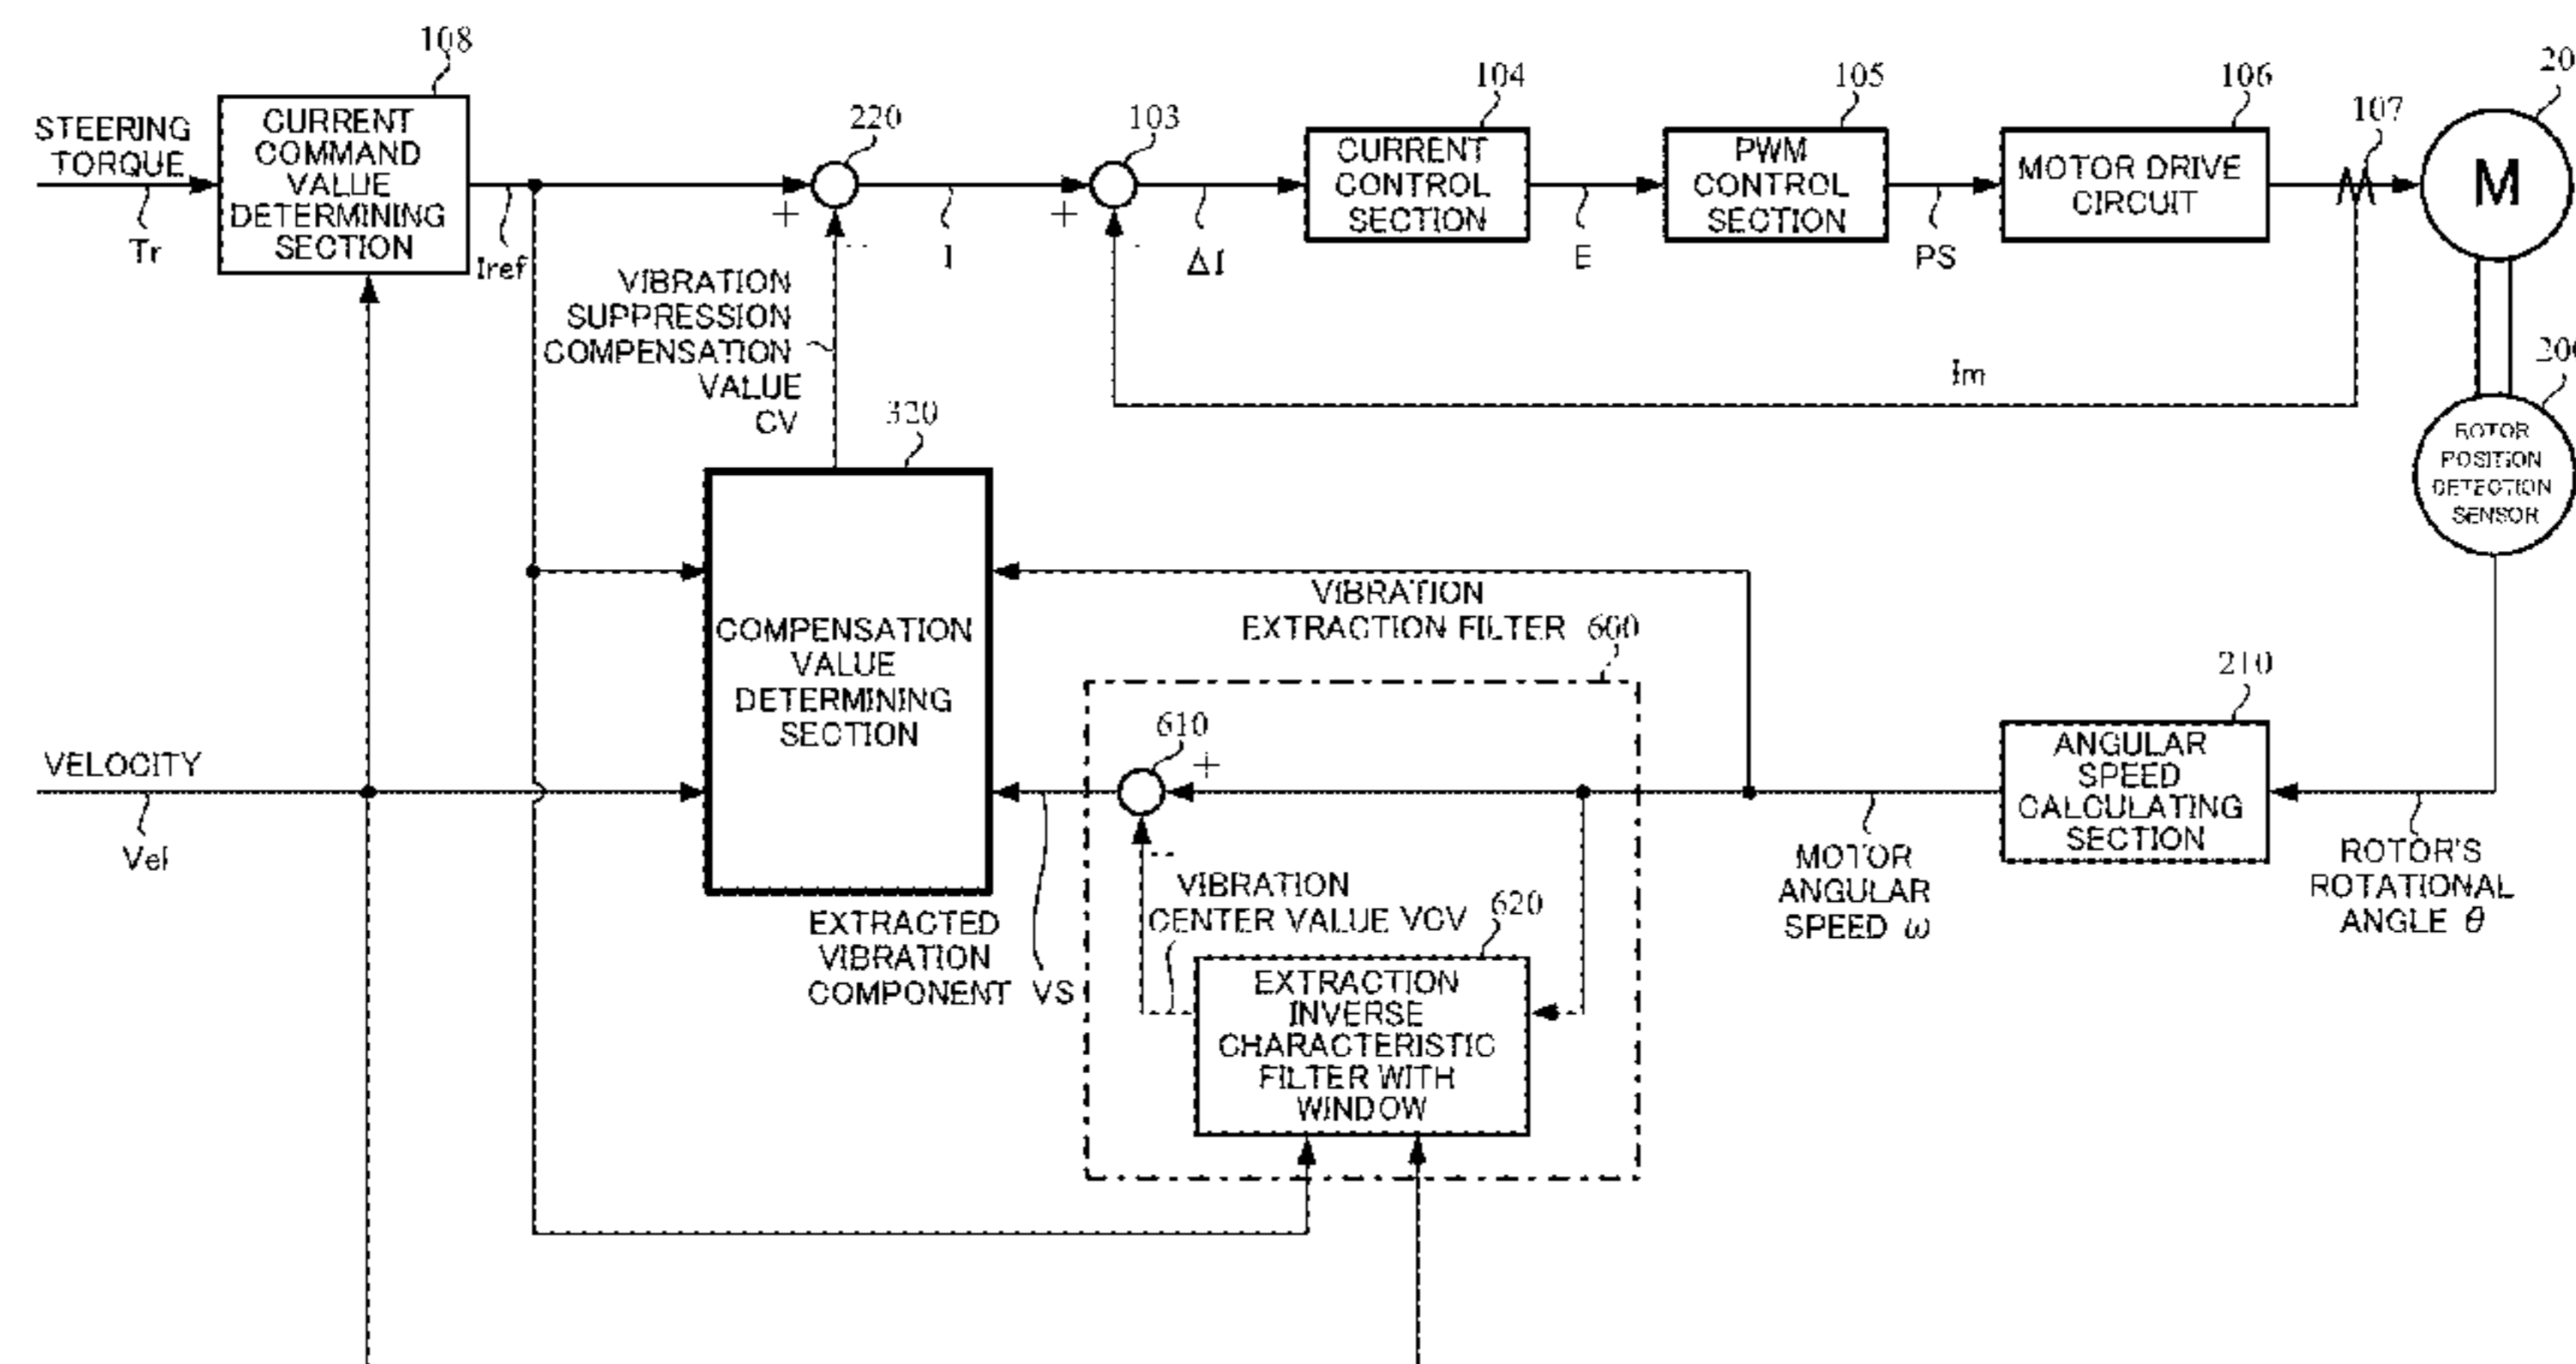 108
STEERING
TORQUE
Tr
CURRENT
COMMAND
VALUE
DETERMINING
SECTION
Iref
220
+
-
I
103
+
-
ΔI
104
CURRENT
CONTROL
SECTION
E
105
PWM
CONTROL
SECTION
PS
106
MOTOR DRIVE
CIRCUIT
107
20
M
VIBRATION
SUPPRESSION
COMPENSATION
VALUE
CV
Im
200
ROTOR
POSITION
DETECTION
SENSOR
320
COMPENSATION
VALUE
DETERMINING
SECTION
VIBRATION
EXTRACTION FILTER 600
VELOCITY
Vel
610
+
-
210
ANGULAR
SPEED
CALCULATING
SECTION
MOTOR
ANGULAR
SPEED ω
ROTOR'S
ROTATIONAL
ANGLE θ
EXTRACTED
VIBRATION
COMPONENT VS
VIBRATION
CENTER VALUE VCV
620
EXTRACTION
INVERSE
CHARACTERISTIC
FILTER WITH
WINDOW